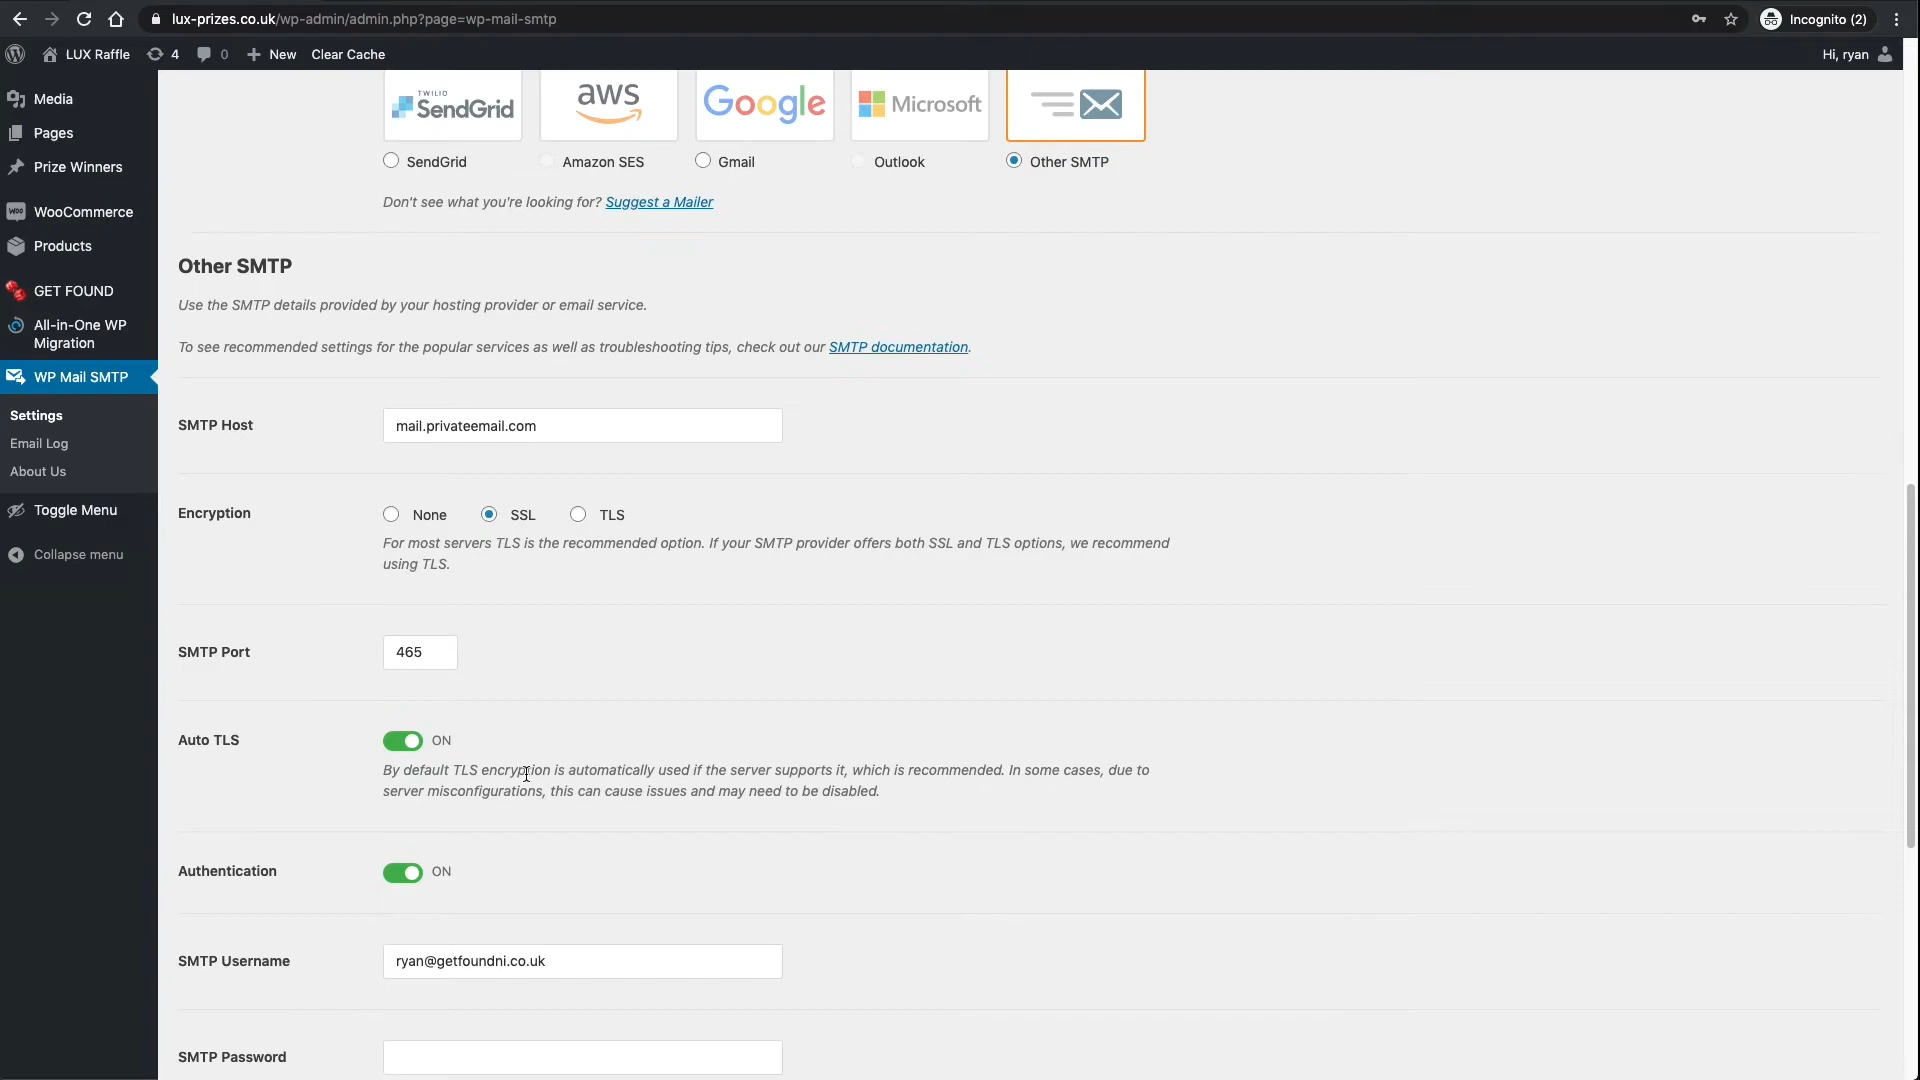 lux-prizes.co.uk/wp-admin/admin.php?page=wp-mail-smtp
Incognito (2)
LUX Raffle
4
0
New
Clear Cache
Hi, ryan
Media
Pages
Prize Winners
WooCommerce
Products
GET FOUND
All-in-One WP
Migration
WP Mail SMTP
Settings
Email Log
About Us
Toggle Menu
Collapse menu
TWILIO
SendGrid
aws
Google
Microsoft
SendGrid
Amazon SES
Gmail
Outlook
Other SMTP
Don't see what you're looking for? Suggest a Mailer
Other SMTP
Use the SMTP details provided by your hosting provider or email service.
To see recommended settings for the popular services as well as troubleshooting tips, check out our SMTP documentation.
SMTP Host
mail.privateemail.com
Encryption
None
SSL
TLS
For most servers TLS is the recommended option. If your SMTP provider offers both SSL and TLS options, we recommend
using TLS.
SMTP Port
465
Auto TLS
ON
By default TLS encryption is automatically used if the server supports it, which is recommended. In some cases, due to
server misconfigurations, this can cause issues and may need to be disabled.
Authentication
ON
SMTP Username
ryan@getfoundni.co.uk
SMTP Password